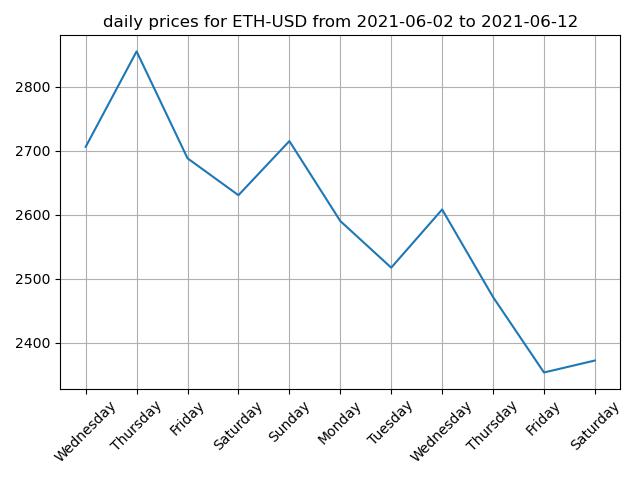 daily prices for ETH-USD from 2021-06-02 to 2021-06-12
2800
2700
2600
2500
2400
Wednesday
Thursday
Friday
Saturday
Sunday
Monday
Tuesday
Wednesday
Thursday
Friday
Saturday